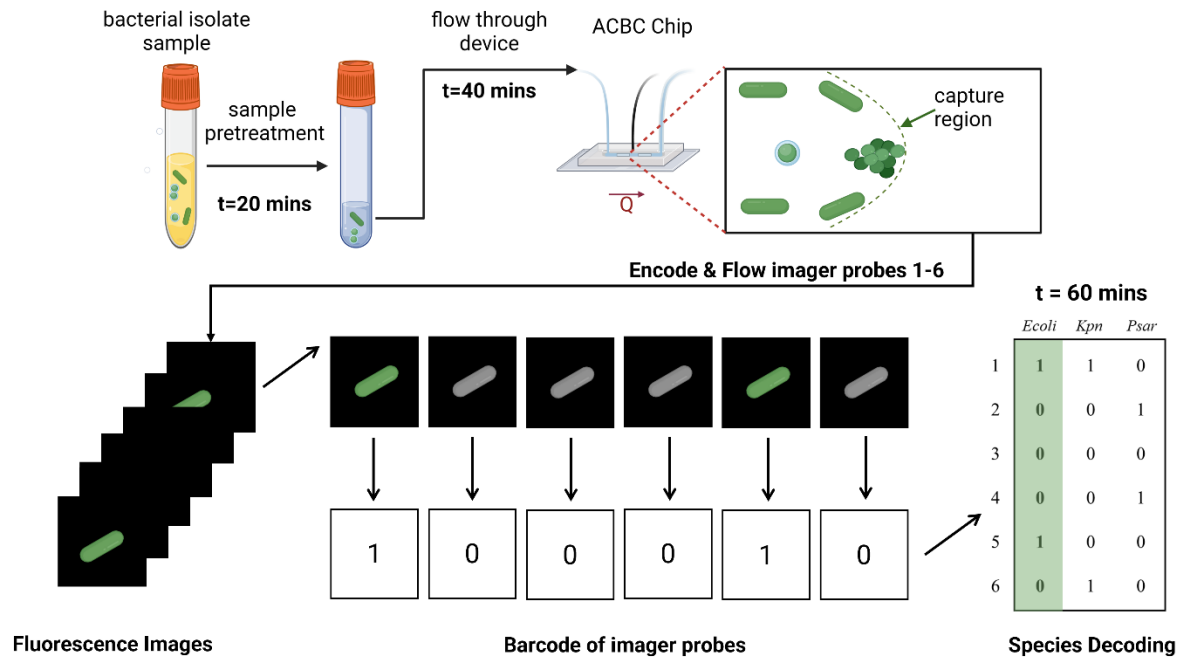 bacterial isolate
sample
sample
pretreatment
t=20 mins
flow through
device
t=40 mins
ACBC Chip
Q
capture
region
Encode & Flow imager probes 1-6
t = 60 mins
Ecoli Kpn Psar
1 1 1 0
2 0 0 1
3 0 0 0
4 0 0 1
5 1 0 0
6 0 1 0
1 0 0 0 1 0
Fluorescence Images
Barcode of imager probes
Species Decoding